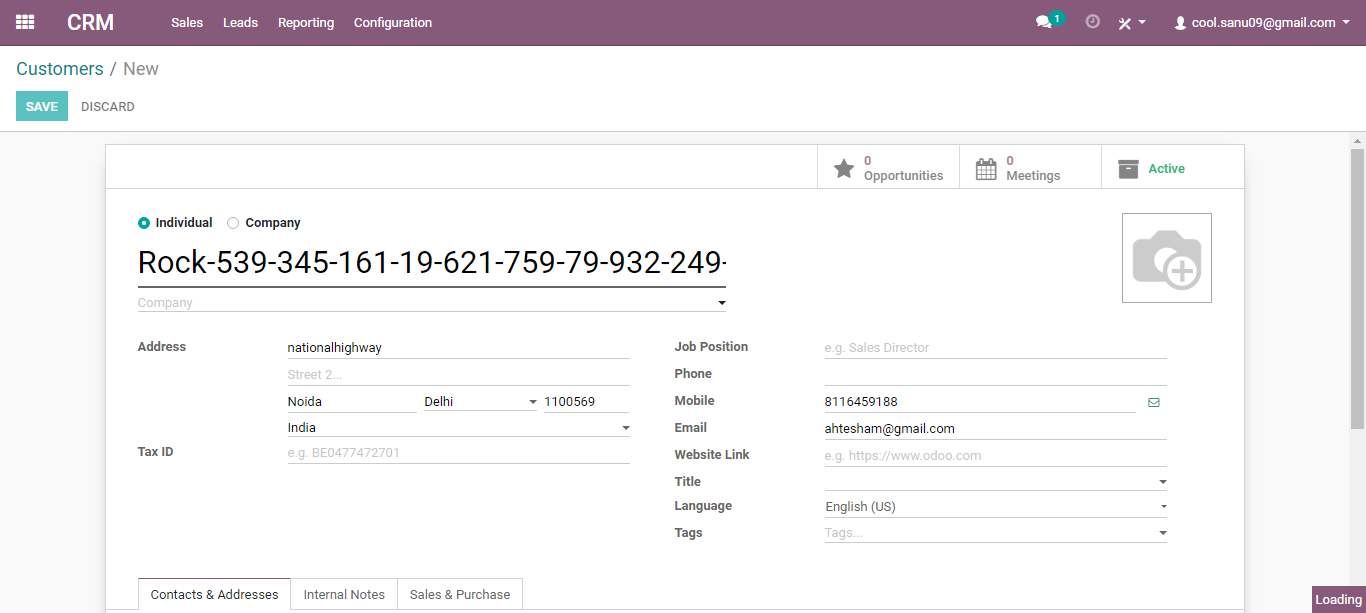 CRM Sales Leads Reporting Configuration 1 cool.sanu09@gmail.com
Customers / New
SAVE DISCARD
0 Opportunities 0 Meetings Active
Individual Company
Rock-539-345-161-19-621-759-79-932-249-
Company
Address nationalhighway Job Position e.g. Sales Director
Street 2... Phone
Noida Delhi 1100569 Mobile 8116459188
India Email ahtesham@gmail.com
Tax ID e.g. BE0477472701 Website Link e.g. https://www.odoo.com
Title
Language English (US)
Tags Tags...
Contacts & Addresses Internal Notes Sales & Purchase
Loading